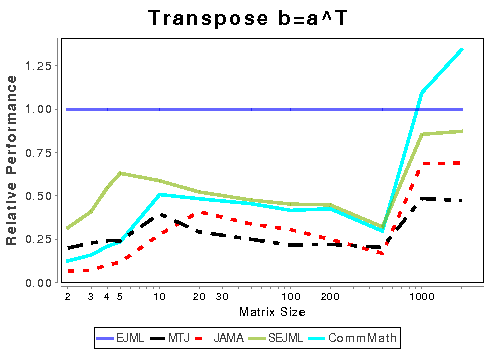 Transpose b=a^T
Relative Performance
1.25
1.00
0.75
0.50
0.25
0.00
2 3 4 5 10 20 30 100 200 1000
Matrix Size
EJML MTJ JAMA SEJML CommMath